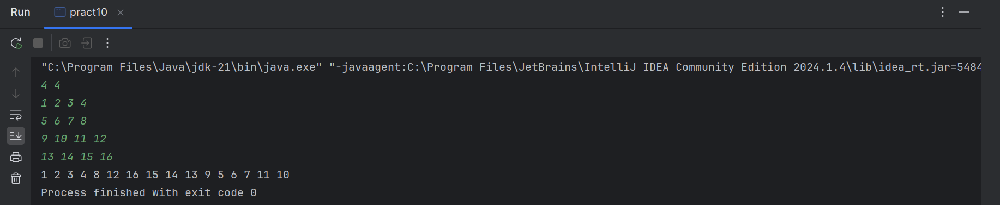 Run pract10
"C:\Program Files\Java\jdk-21\bin\java.exe" "-javaagent:C:\Program Files\JetBrains\IntelliJ IDEA Community Edition 2024.1.4\lib\idea_rt.jar=5484
4 4
1 2 3 4
5 6 7 8
9 10 11 12
13 14 15 16
1 2 3 4 8 12 16 15 14 13 9 5 6 7 11 10
Process finished with exit code 0